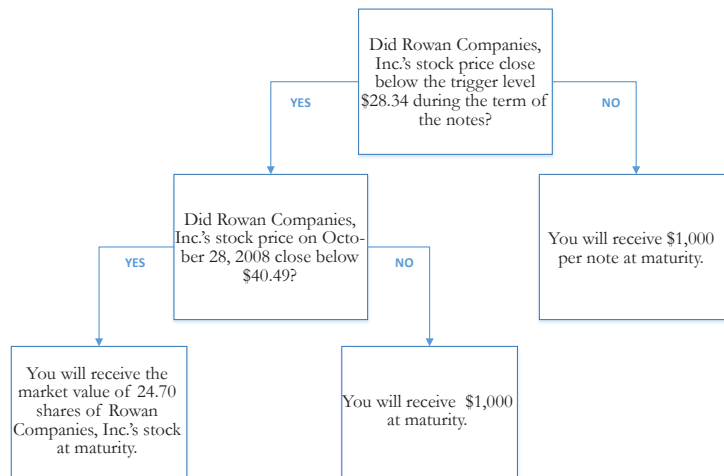 Did Rowan Companies,
Inc.'s stock price close
below the trigger level
$28.34 during the term of
the notes?
YES
NO
Did Rowan Companies,
Inc.'s stock price on Octo-
ber 28, 2008 close below
$40.49?
You will receive $1,000
per note at maturity.
YES
NO
You will receive the
market value of 24.70
shares of Rowan
Companies, Inc.'s stock
at maturity.
You will receive  $1,000
at maturity.